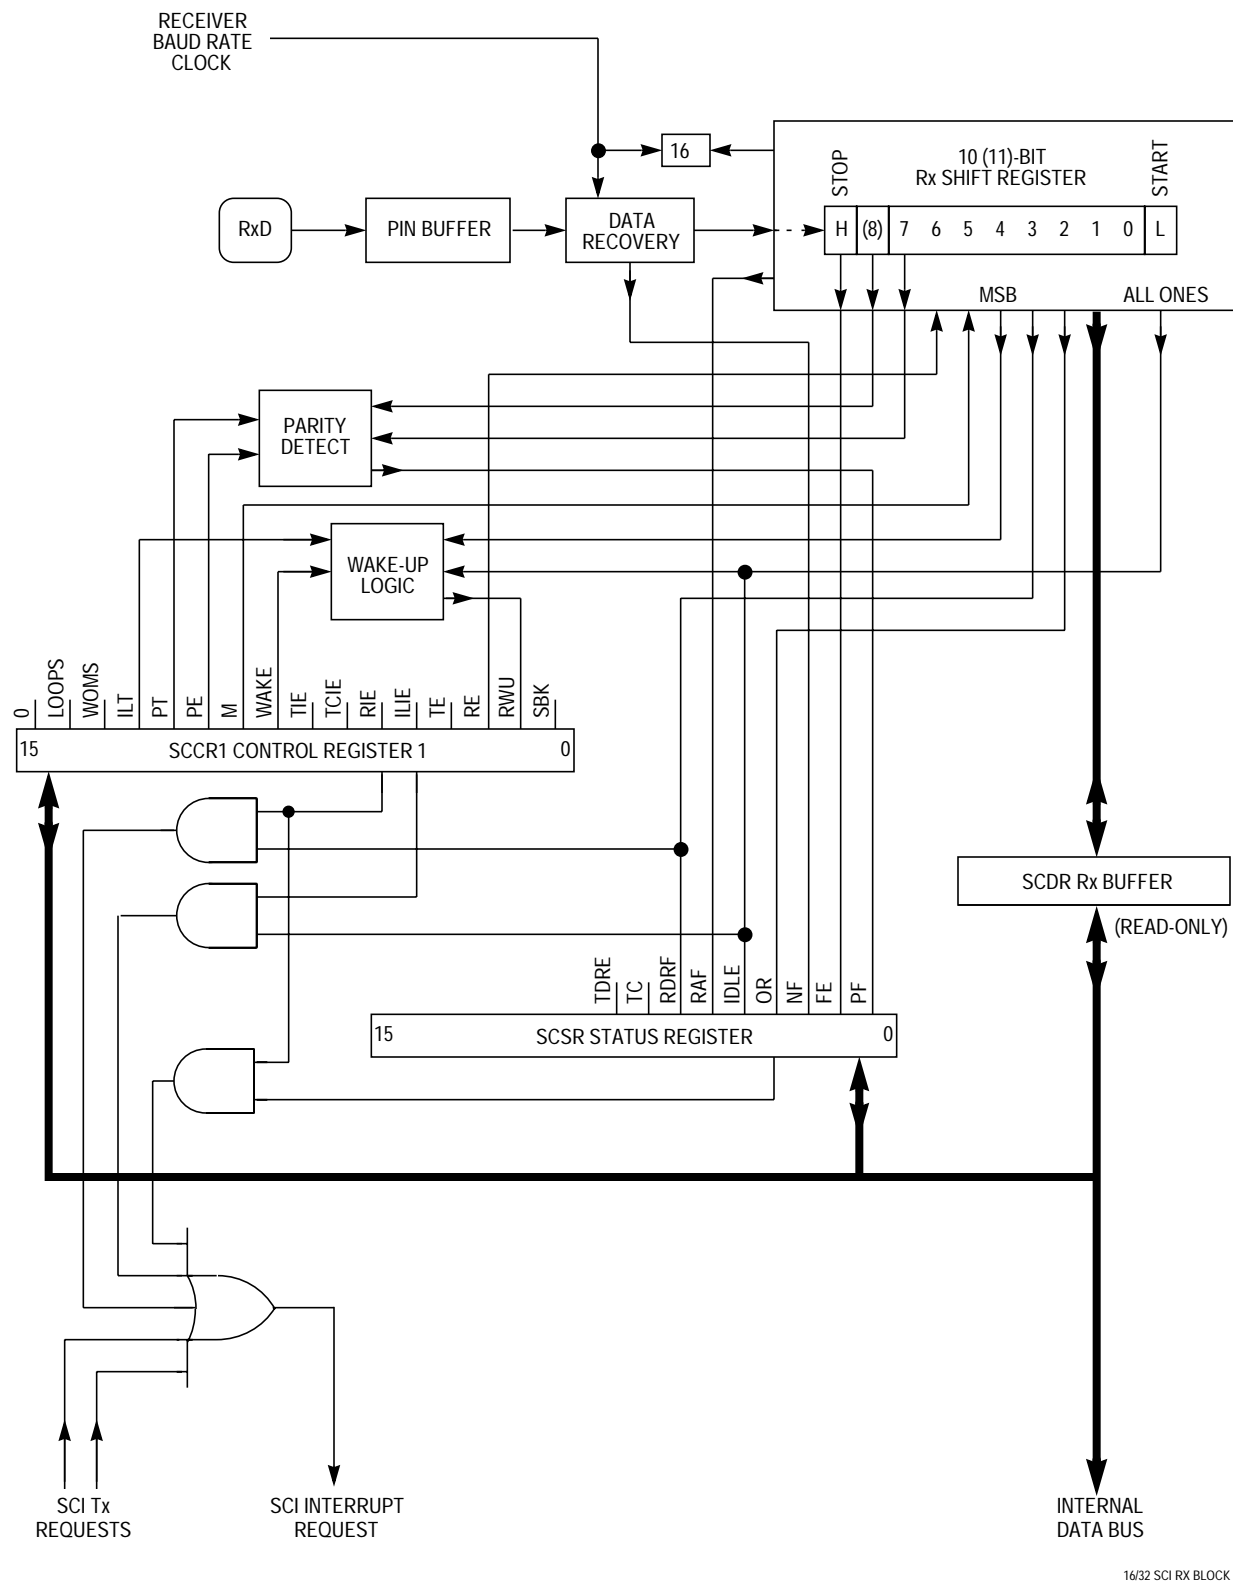 RECEIVER
BAUD RATE
CLOCK
16
10 (11)-BIT
Rx SHIFT REGISTER
STOP
START
RxD
PIN BUFFER
DATA
RECOVERY
H (8) 7 6 5 4 3 2 1 0 L
MSB
ALL ONES
PARITY
DETECT
WAKE-UP
LOGIC
0 LOOPS WOMS ILT PT PE M WAKE TIE TCIE RIE ILIE TE RE RWU SBK
15 SCCR1 CONTROL REGISTER 1 0
SCDR Rx BUFFER
(READ-ONLY)
TDRE TC RDRF RAF IDLE OR NF FE PF
15 SCSR STATUS REGISTER 0
SCI Tx
REQUESTS
SCI INTERRUPT
REQUEST
INTERNAL
DATA BUS
16/32 SCI RX BLOCK